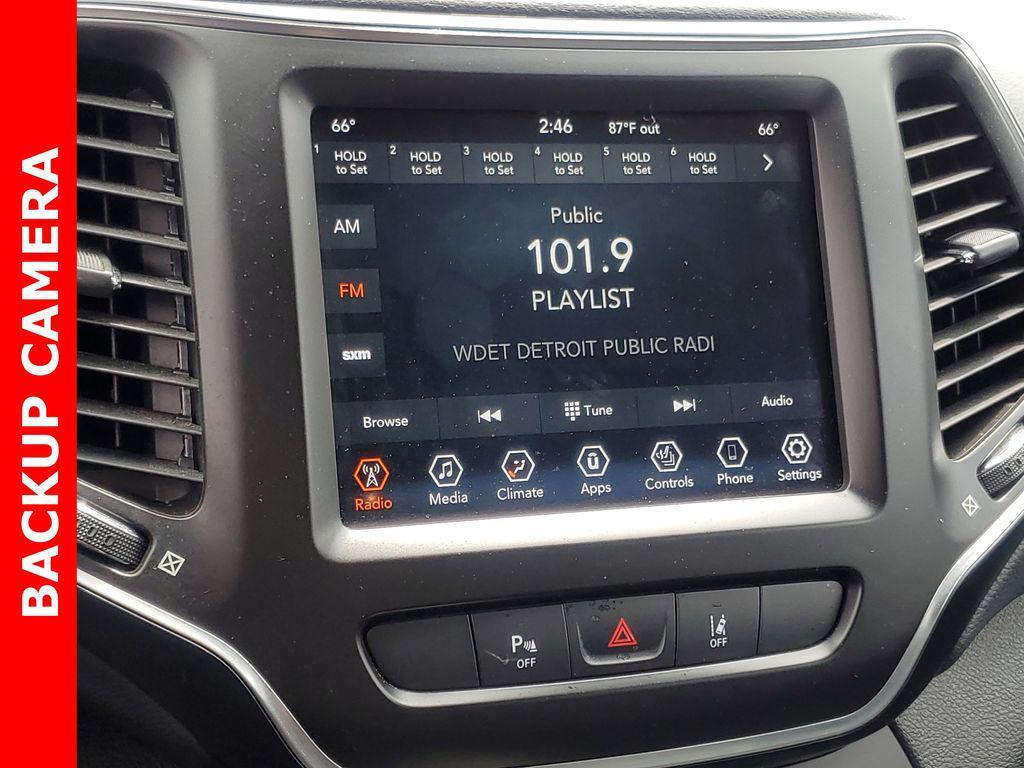 BACKUP CAMERA
66° 2:46 87°F out 66°
1 HOLD to Set 2 HOLD to Set 3 HOLD to Set 4 HOLD to Set 5 HOLD to Set 6 HOLD to Set
AM
Public
101.9
FM
PLAYLIST
sxm
WDET DETROIT PUBLIC RADI
Browse Tune Audio
Radio Media Climate Apps Controls Phone Settings
P OFF
OFF